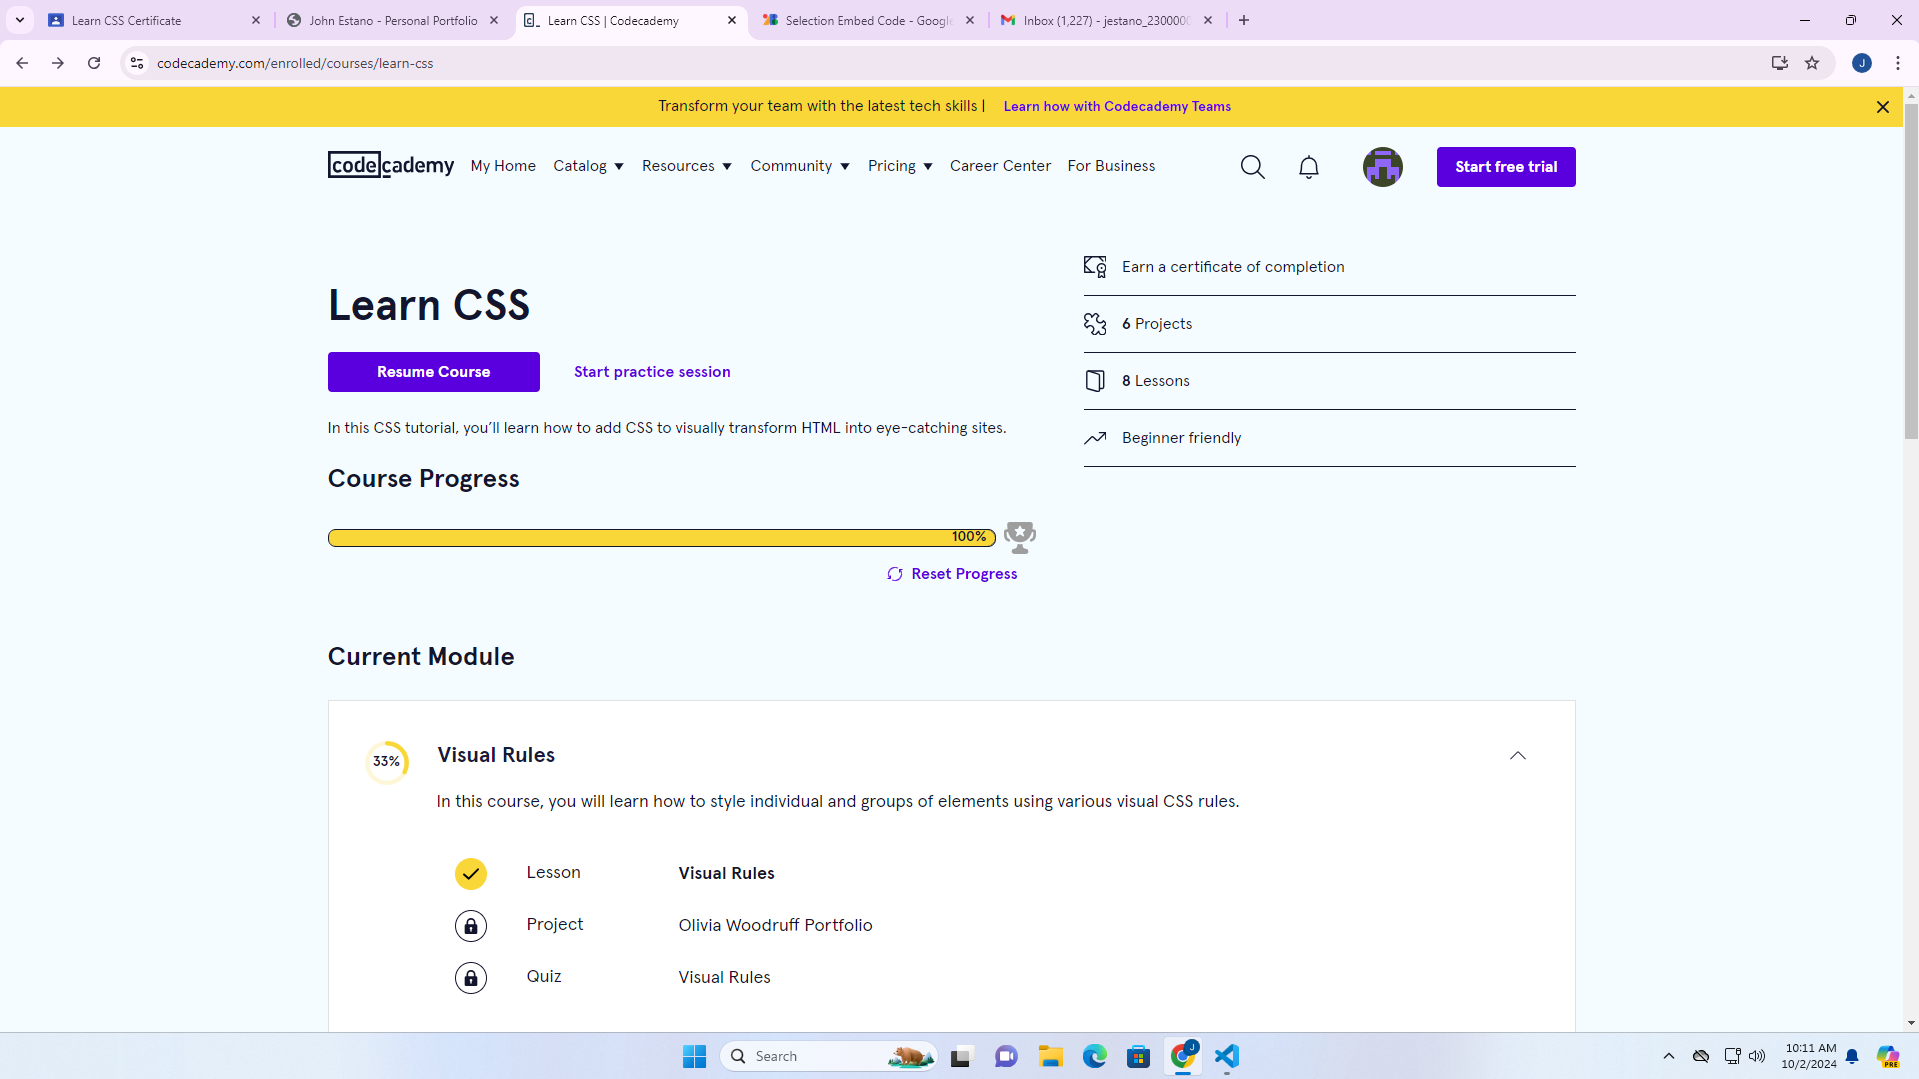 Learn CSS Certificate
John Estano - Personal Portfolio
Learn CSS | Codecademy
Selection Embed Code - Google
Inbox (1,227) - jestano_2300000
codecademy.com/enrolled/courses/learn-css
J
Transform your team with the latest tech skills | Learn how with Codecademy Teams
codecademy
My Home
Catalog
Resources
Community
Pricing
Career Center
For Business
Start free trial
Learn CSS
Resume Course
Start practice session
In this CSS tutorial, you’ll learn how to add CSS to visually transform HTML into eye-catching sites.
Earn a certificate of completion
6 Projects
8 Lessons
Beginner friendly
Course Progress
100%
Reset Progress
Current Module
33%
Visual Rules
In this course, you will learn how to style individual and groups of elements using various visual CSS rules.
Lesson Visual Rules
Project Olivia Woodruff Portfolio
Quiz Visual Rules
Search
J
10:11 AM
10/2/2024
PRE